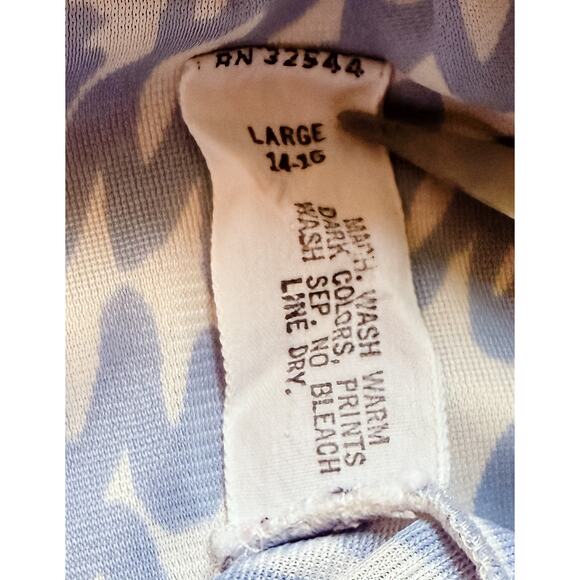 RN 32544
LARGE
14-16
MACH. WASH WARM
DARK COLORS, PRINTS
WASH SEP. NO BLEACH
LINE DRY.